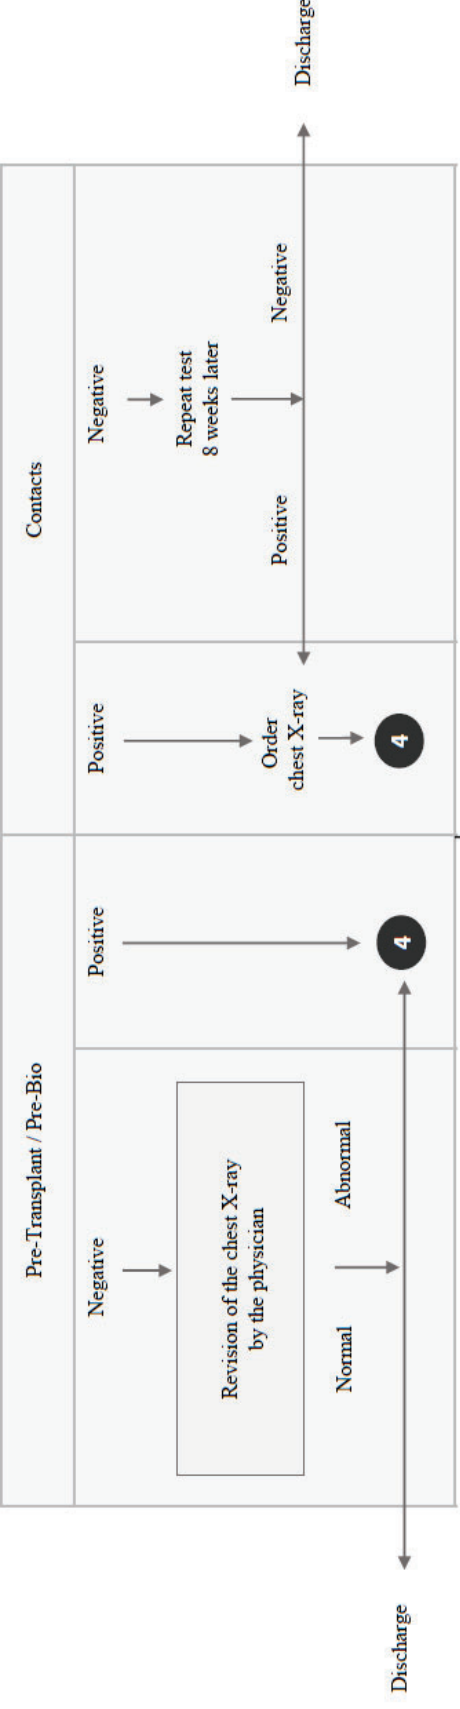 Pre-Transplant / Pre-Bio
Contacts
Negative
Positive
Positive
Negative
Revision of the chest X-ray
by the physician
Repeat test
8 weeks later
Order
chest X-ray
Positive
Negative
Discharge
Normal
Abnormal
4
4
Discharge